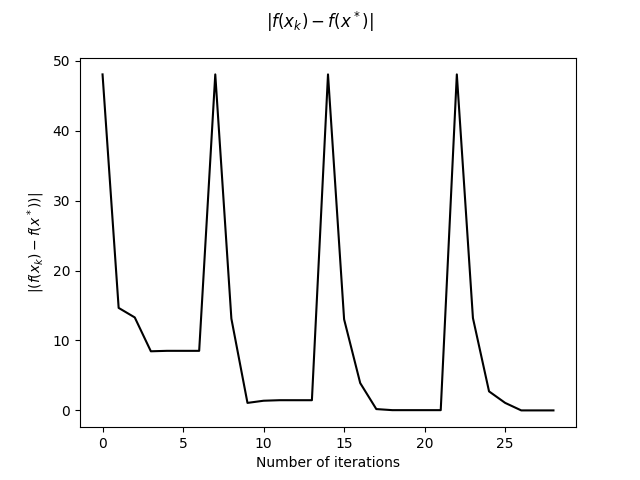 |f(x_k) − f(x*)|
50
40
30
20
10
0
|(f(x_k) − f(x*))|
0 5 10 15 20 25
Number of iterations